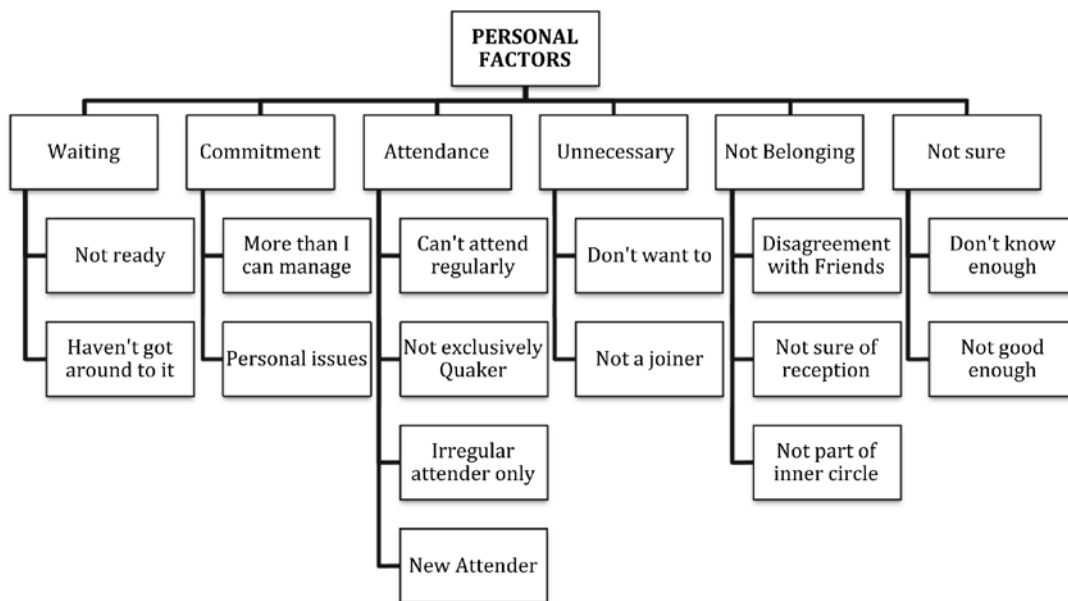 PERSONAL
FACTORS
Waiting
Commitment
Attendance
Unnecessary
Not Belonging
Not sure
Not ready
Haven't got
around to it
More than I
can manage
Personal issues
Can't attend
regularly
Not exclusively
Quaker
Irregular
attender only
New Attender
Don't want to
Not a joiner
Disagreement
with Friends
Not sure of
reception
Not part of
inner circle
Don't know
enough
Not good
enough